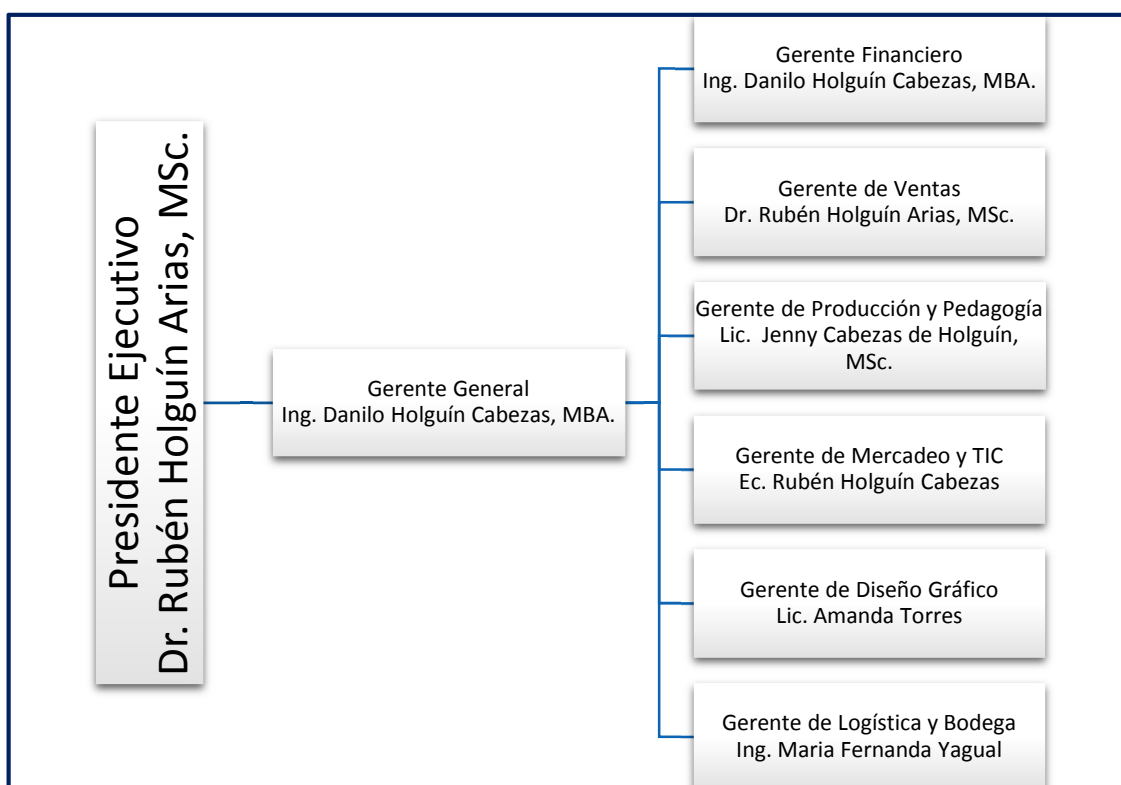 Presidente Ejecutivo
Dr. Rubén Holguín Arias, MSc.
Gerente General
Ing. Danilo Holguín Cabezas, MBA.
Gerente Financiero
Ing. Danilo Holguín Cabezas, MBA.
Gerente de Ventas
Dr. Rubén Holguín Arias, MSc.
Gerente de Producción y Pedagogía
Lic. Jenny Cabezas de Holguín,
MSc.
Gerente de Mercadeo y TIC
Ec. Rubén Holguín Cabezas
Gerente de Diseño Gráfico
Lic. Amanda Torres
Gerente de Logística y Bodega
Ing. Maria Fernanda Yagual